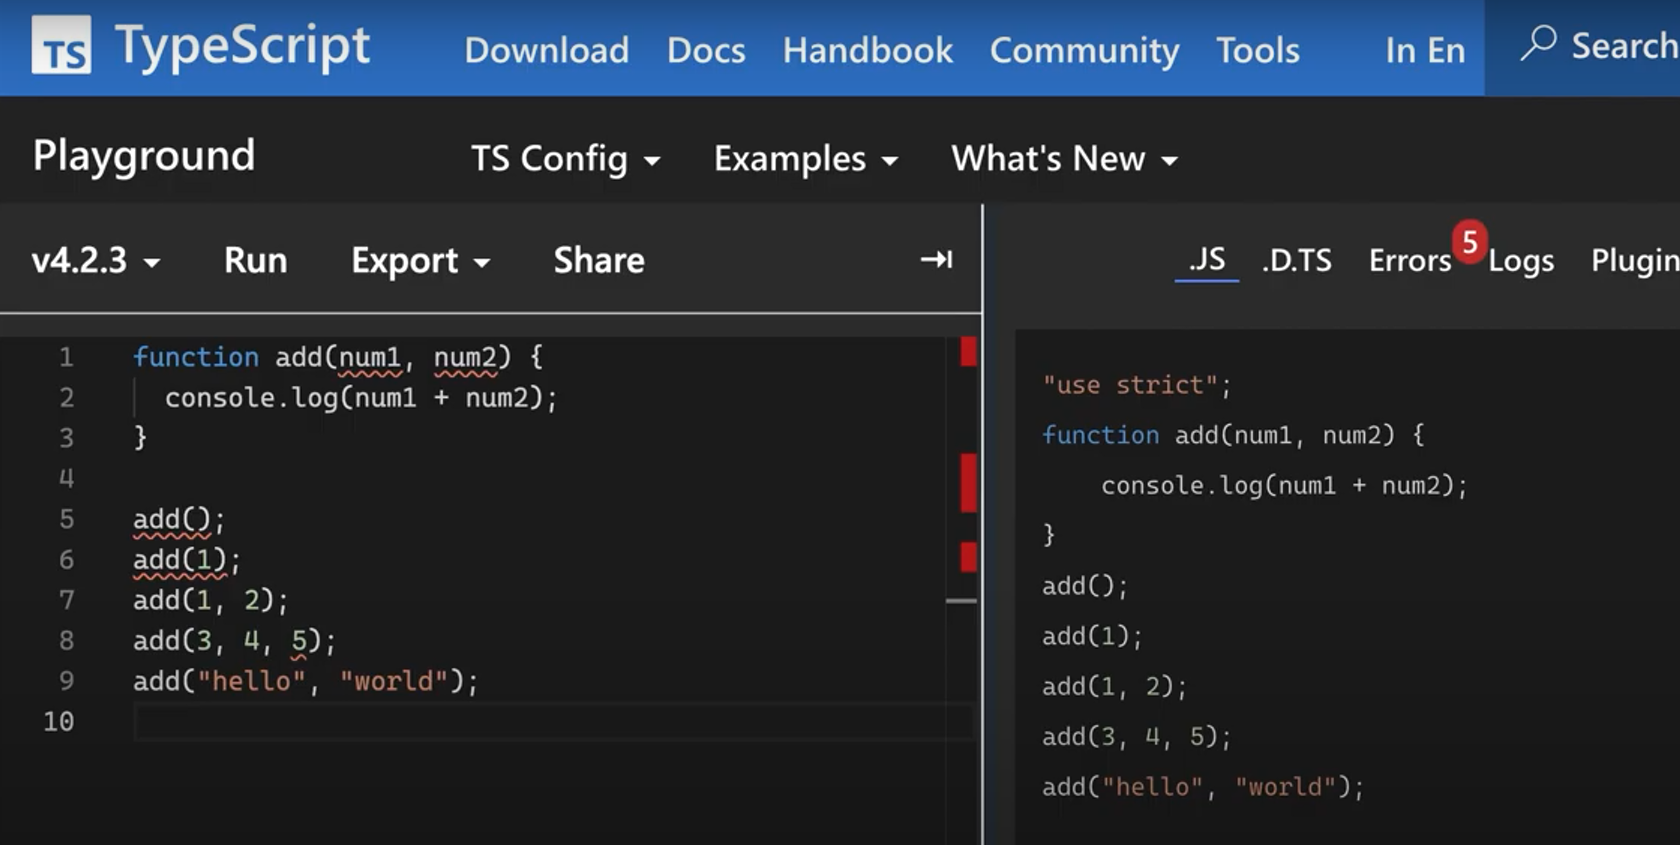 TS TypeScript Download Docs Handbook Community Tools In En Search
Playground TS Config Examples What's New
v4.2.3 Run Export Share
1 function add(num1, num2) {
2 console.log(num1 + num2);
3 }
4
5 add();
6 add(1);
7 add(1, 2);
8 add(3, 4, 5);
9 add("hello", "world");
10
.JS .D.TS Errors 5 Logs Plugin
"use strict";
function add(num1, num2) {
console.log(num1 + num2);
}
add();
add(1);
add(1, 2);
add(3, 4, 5);
add("hello", "world");